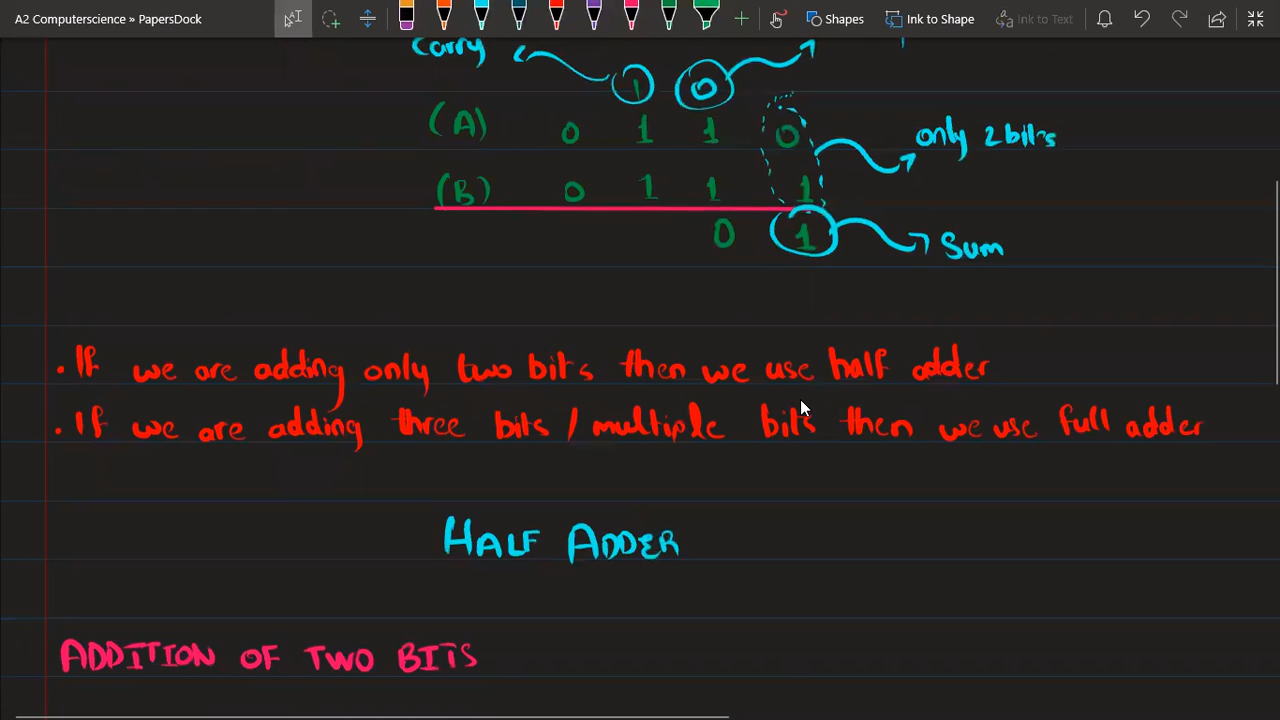 A2 Computerscience » PapersDock
Shapes
Ink to Shape
Ink to Text
Carry
1 0
(A) 0 1 1 0
only 2 bits
(B) 0 1 1 1
0 1
Sum
. If we are adding only two bits then we use half adder
. If we are adding three bits / multiple bits then we use full adder
HALF ADDER
ADDITION OF TWO BITS